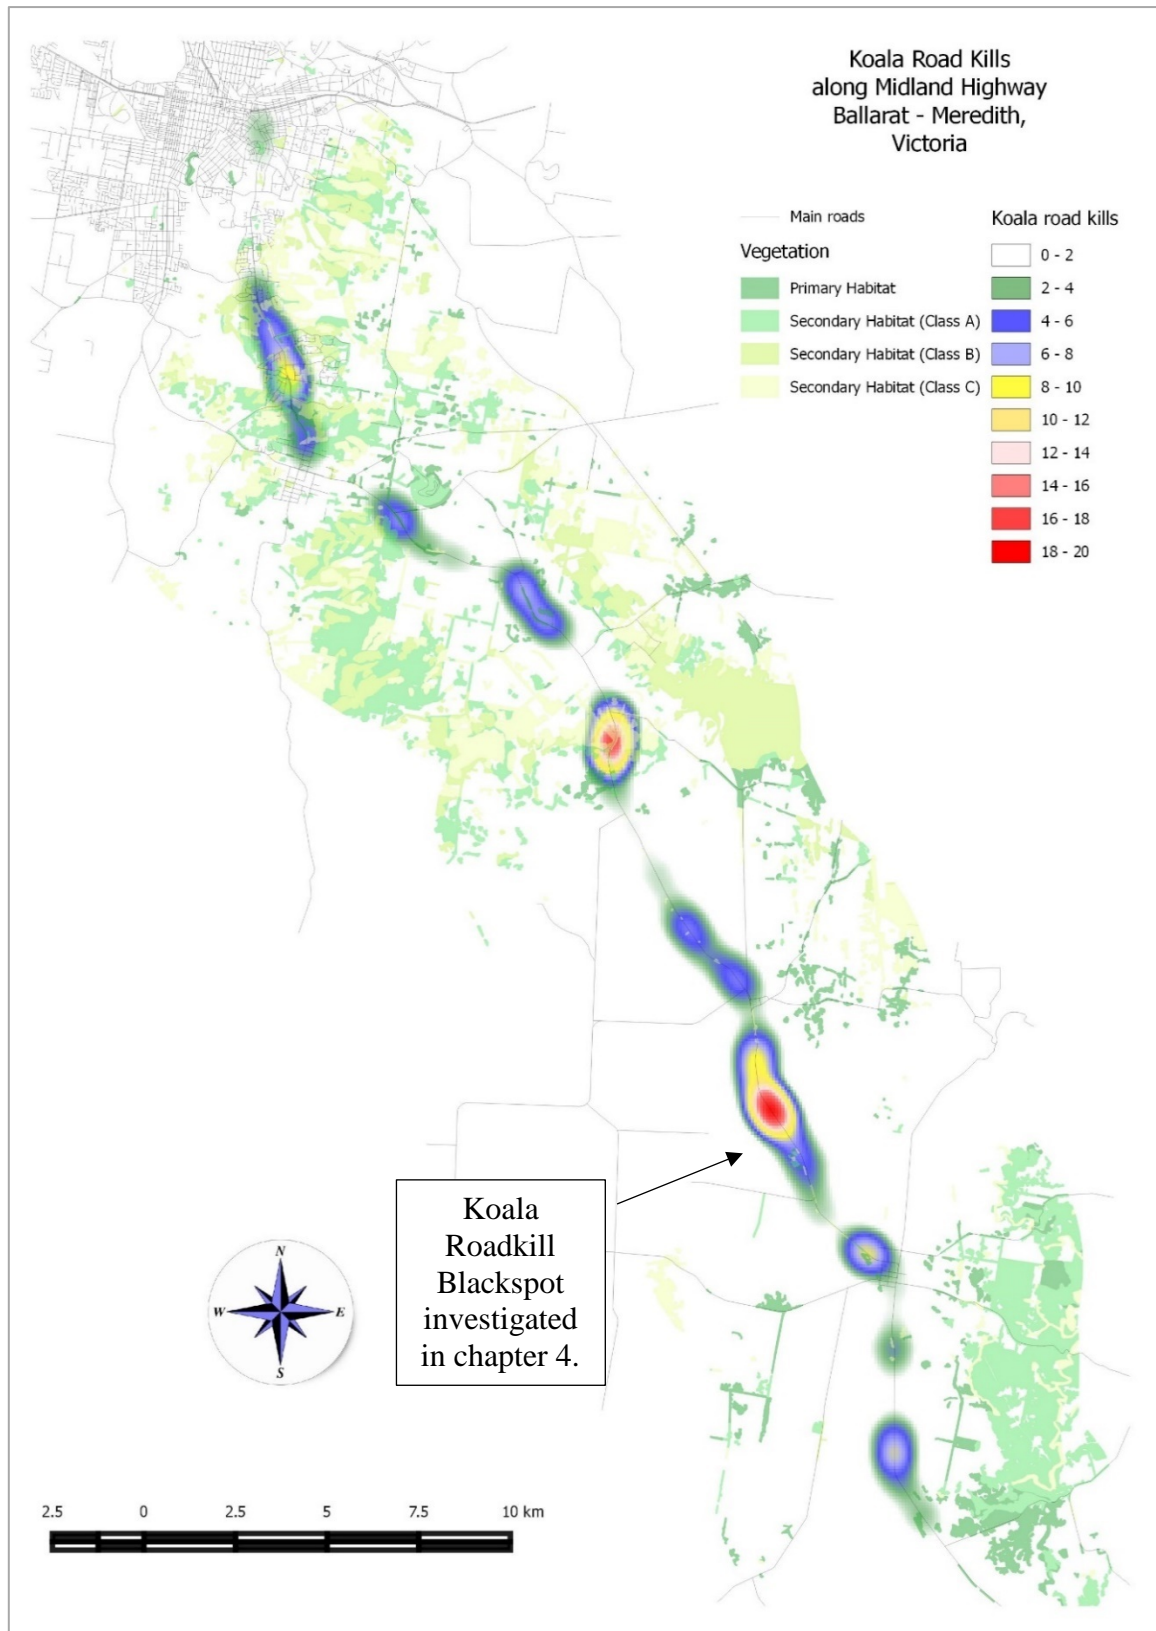 Koala Road Kills
along Midland Highway
Ballarat - Meredith,
Victoria
Main roads
Vegetation
Primary Habitat
Secondary Habitat (Class A)
Secondary Habitat (Class B)
Secondary Habitat (Class C)
Koala road kills
0 - 2
2 - 4
4 - 6
6 - 8
8 - 10
10 - 12
12 - 14
14 - 16
16 - 18
18 - 20
Koala
Roadkill
Blackspot
investigated
in chapter 4.
N
W
E
S
2.5 0 2.5 5 7.5 10 km